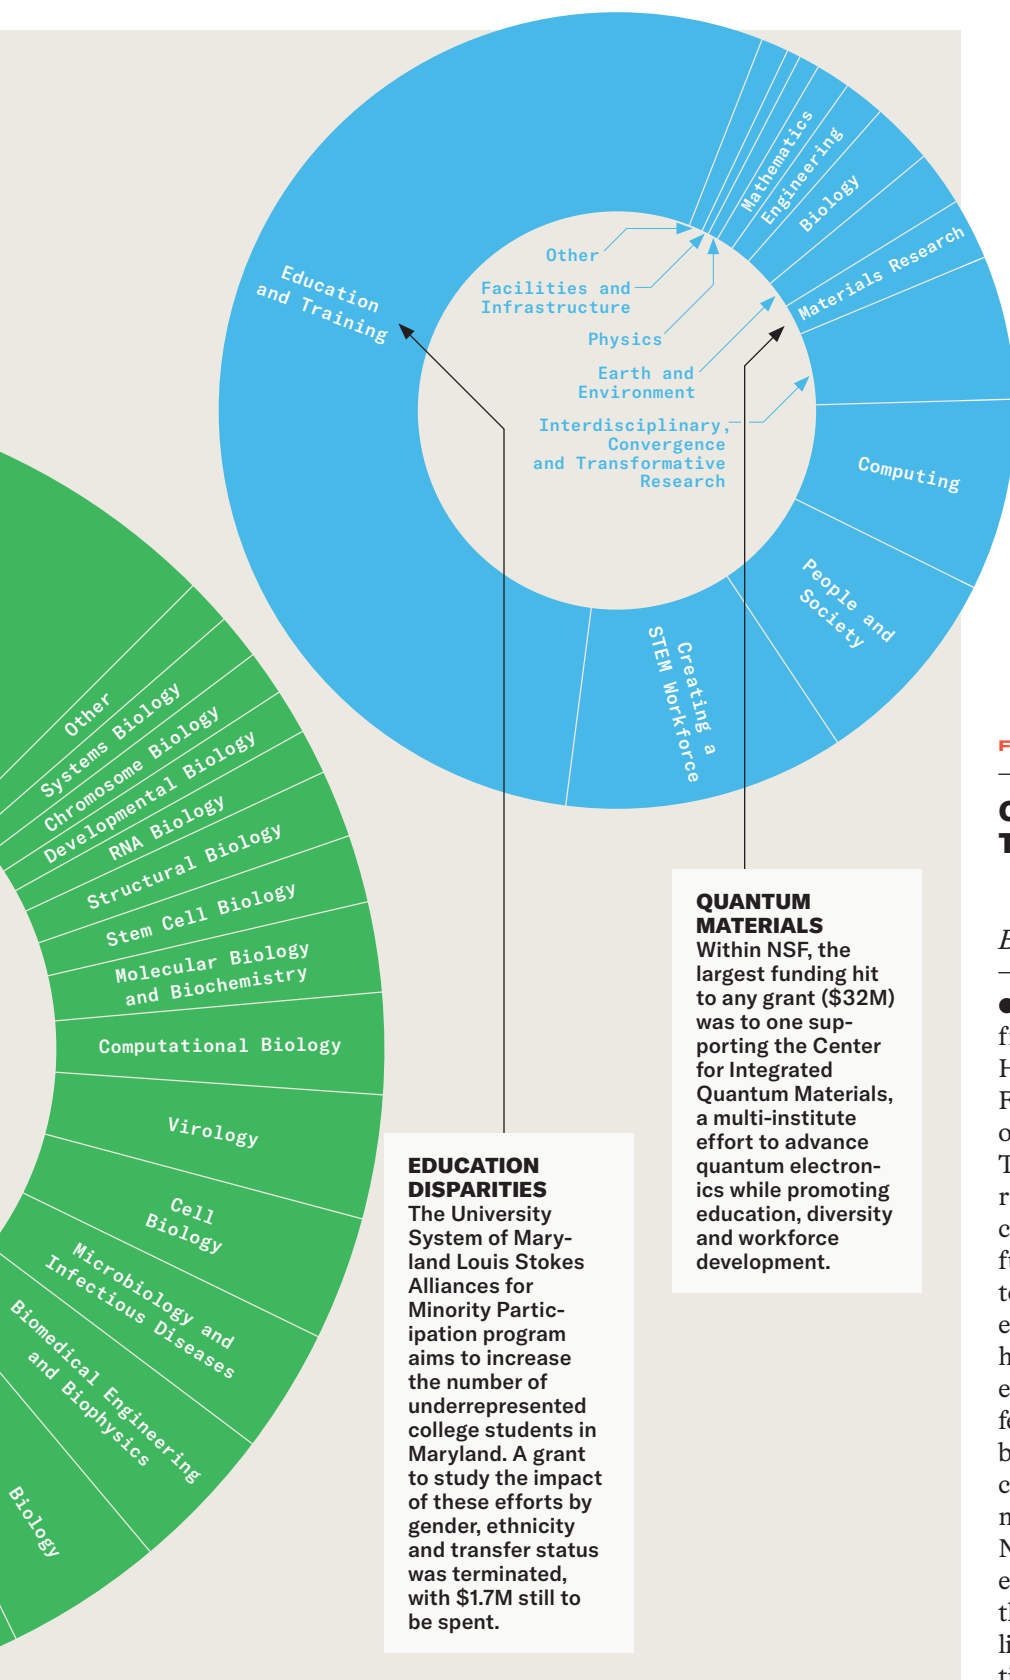 Education
and Training
Other
Facilities and
Infrastructure
Physics
Earth and
Environment
Interdisciplinary,
Convergence
and Transformative
Research
Mathematics
Engineering
Biology
Materials Research
Computing
People and
Society
Creating a
STEM Workforce
Other
Systems Biology
Chromosome Biology
Developmental Biology
RNA Biology
Structural Biology
Stem Cell Biology
Molecular Biology
and Biochemistry
Computational Biology
Virology
Cell
Biology
Microbiology and
Infectious Diseases
Biomedical Engineering
and Biophysics
Biology
QUANTUM
MATERIALS
Within NSF, the
largest funding hit
to any grant ($32M)
was to one sup-
porting the Center
for Integrated
Quantum Materials,
a multi-institute
effort to advance
quantum electron-
ics while promoting
education, diversity
and workforce
development.
EDUCATION
DISPARITIES
The University
System of Mary-
land Louis Stokes
Alliances for
Minority Partic-
ipation program
aims to increase
the number of
underrepresented
college students in
Maryland. A grant
to study the impact
of these efforts by
gender, ethnicity
and transfer status
was terminated,
with $1.7M still to
be spent.